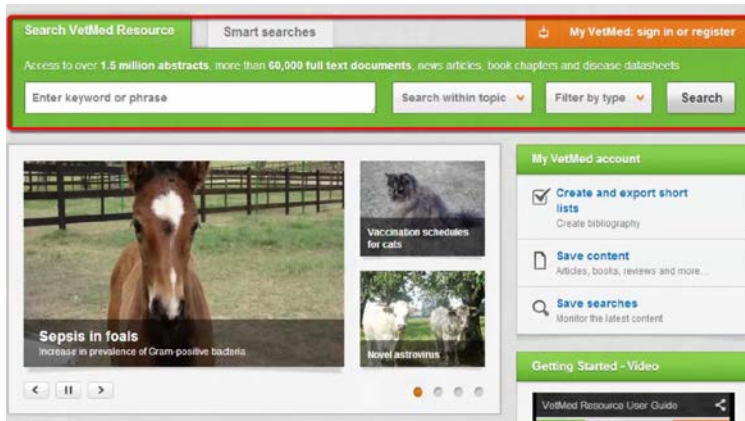 Search VetMed Resource
Smart searches
My VetMed: sign in or register
Access to over 1.5 million abstracts, more than 60,000 full text documents, news articles, book chapters and disease datasheets
Enter keyword or phrase
Search within topic
Filter by type
Search
Sepsis in foals
Increase in prevalence of Gram-positive bacteria
Vaccination schedules
for cats
Novel astrovirus
My VetMed account
Create and export short
lists
Create bibliography
Save content
Articles, books, reviews and more...
Save searches
Monitor the latest content
Getting Started - Video
VetMed Resource User Guide